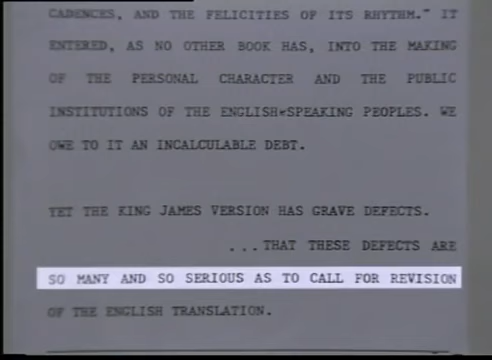 CADENCES, AND THE FELICITIES OF ITS RHYTHM." IT
ENTERED, AS NO OTHER BOOK HAS, INTO THE MAKING
OF THE PERSONAL CHARACTER AND THE PUBLIC
INSTITUTIONS OF THE ENGLISH-SPEAKING PEOPLES. WE
OWE TO IT AN INCALCULABLE DEBT.
YET THE KING JAMES VERSION HAS GRAVE DEFECTS.
...THAT THESE DEFECTS ARE
SO MANY AND SO SERIOUS AS TO CALL FOR REVISION
OF THE ENGLISH TRANSLATION.